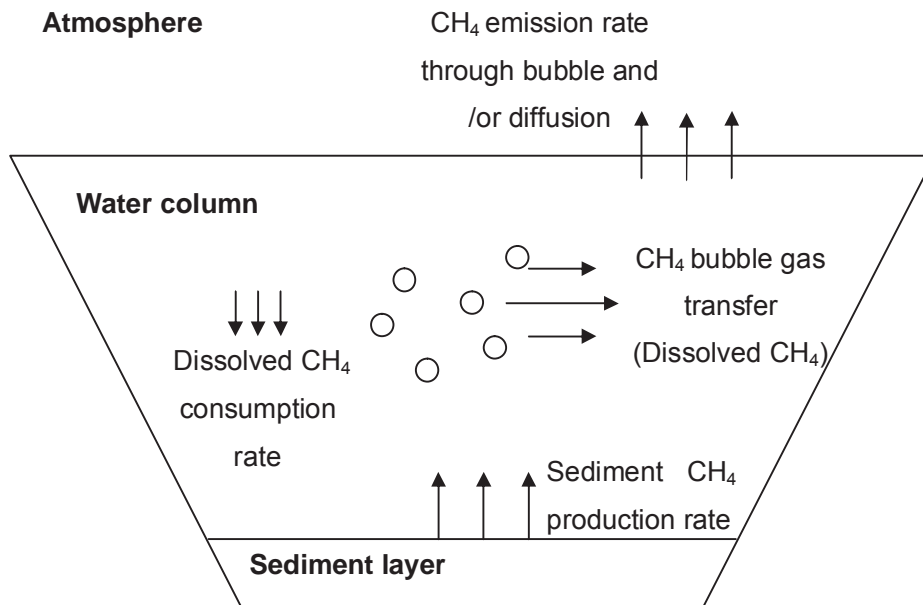 Atmosphere
CH₄ emission rate
through bubble and
/or diffusion
Water column
CH₄ bubble gas
transfer
(Dissolved CH₄)
Dissolved CH₄
consumption
rate
Sediment CH₄
production rate
Sediment layer